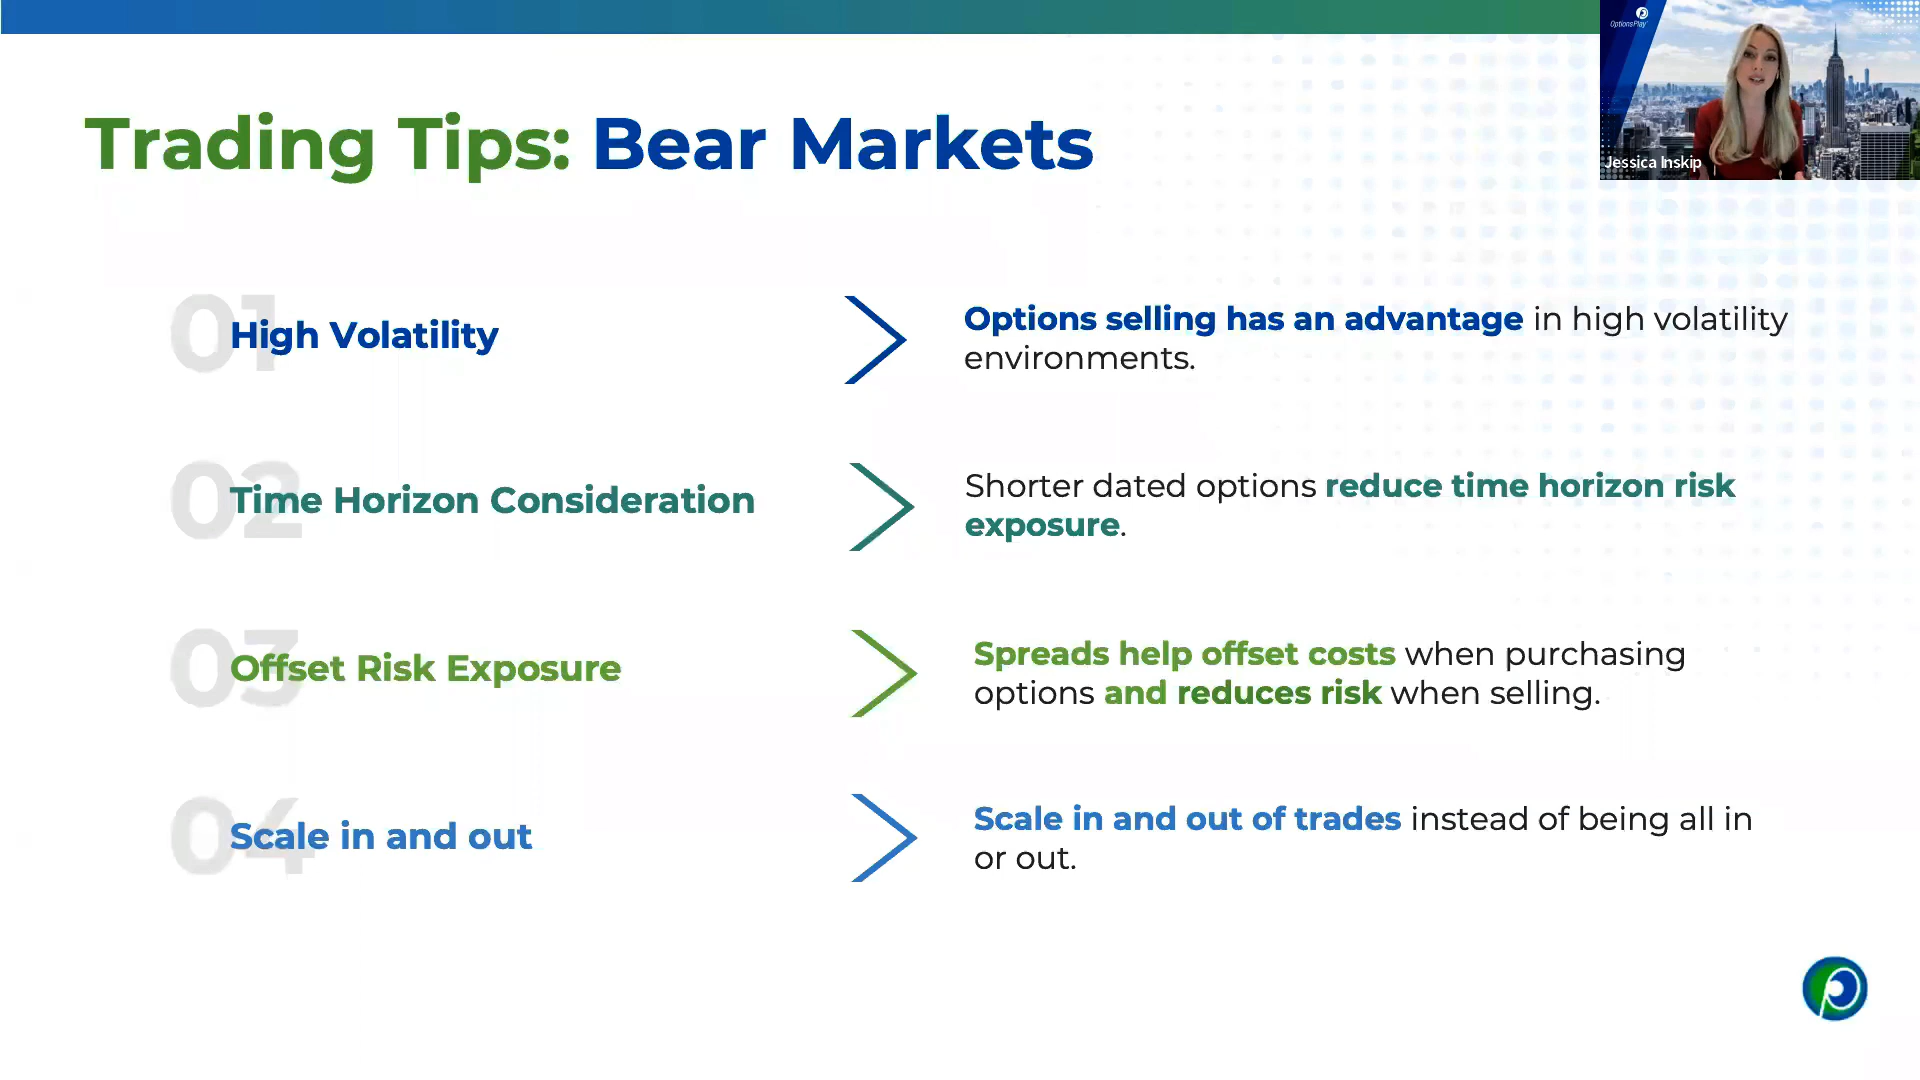 OptionsPlay
Jessica Inskip
Trading Tips: Bear Markets
01
High Volatility
Options selling has an advantage in high volatility
environments.
02
Time Horizon Consideration
Shorter dated options reduce time horizon risk
exposure.
03
Offset Risk Exposure
Spreads help offset costs when purchasing
options and reduces risk when selling.
04
Scale in and out
Scale in and out of trades instead of being all in
or out.